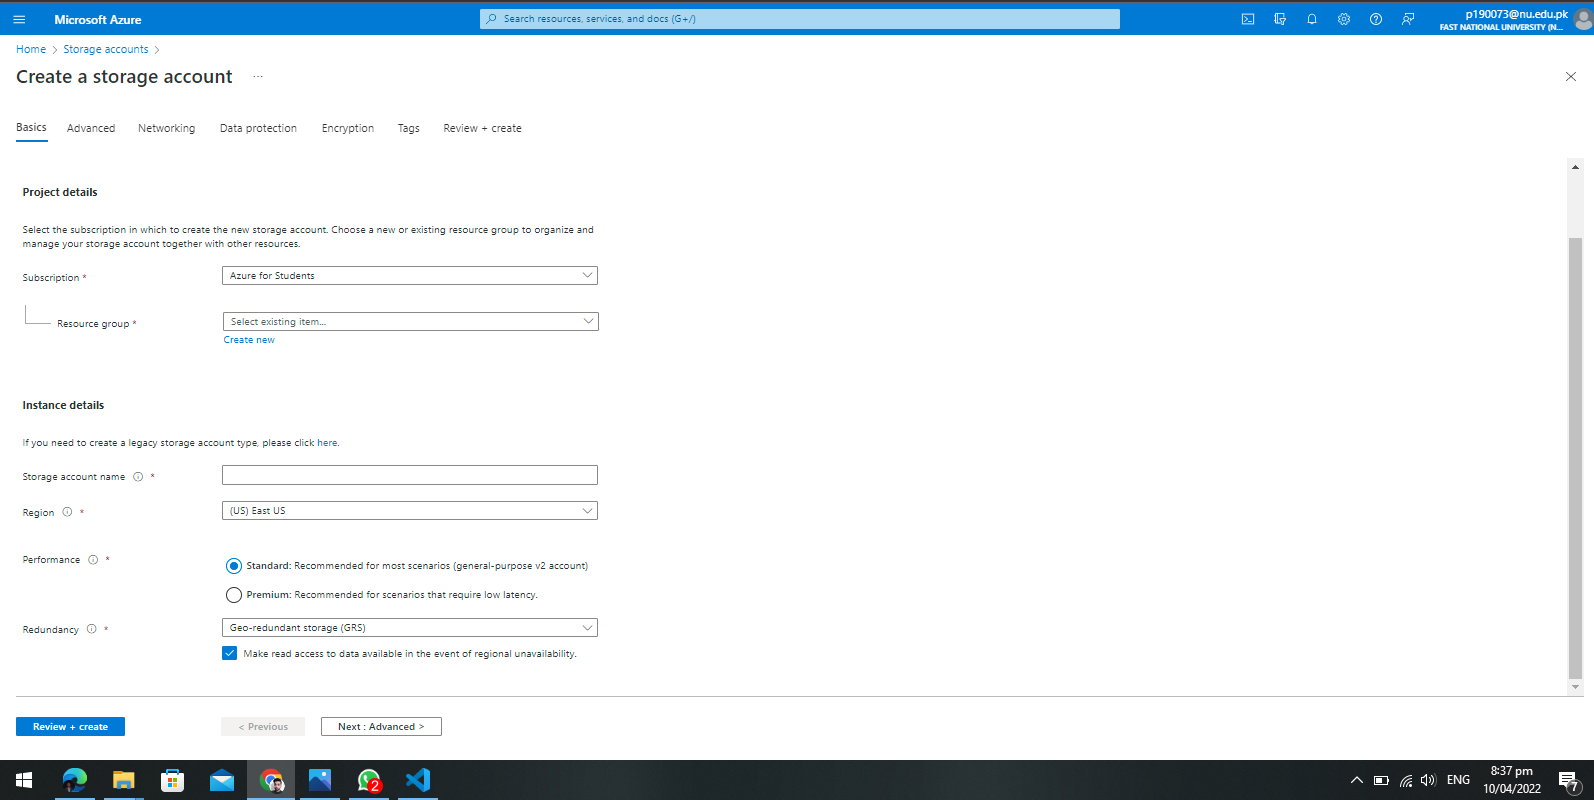 Microsoft Azure
Search resources, services, and docs (G+/)
p190073@nu.edu.pk
FAST NATIONAL UNIVERSITY (N...
Home > Storage accounts >
Create a storage account ...
Basics Advanced Networking Data protection Encryption Tags Review + create
Project details
Select the subscription in which to create the new storage account. Choose a new or existing resource group to organize and
manage your storage account together with other resources.
Subscription * Azure for Students
Resource group * Select existing item...
Create new
Instance details
If you need to create a legacy storage account type, please click here.
Storage account name *
Region * (US) East US
Performance * Standard: Recommended for most scenarios (general-purpose v2 account)
Premium: Recommended for scenarios that require low latency.
Redundancy * Geo-redundant storage (GRS)
Make read access to data available in the event of regional unavailability.
Review + create < Previous Next : Advanced >
2
ENG
8:37 pm
10/04/2022
7